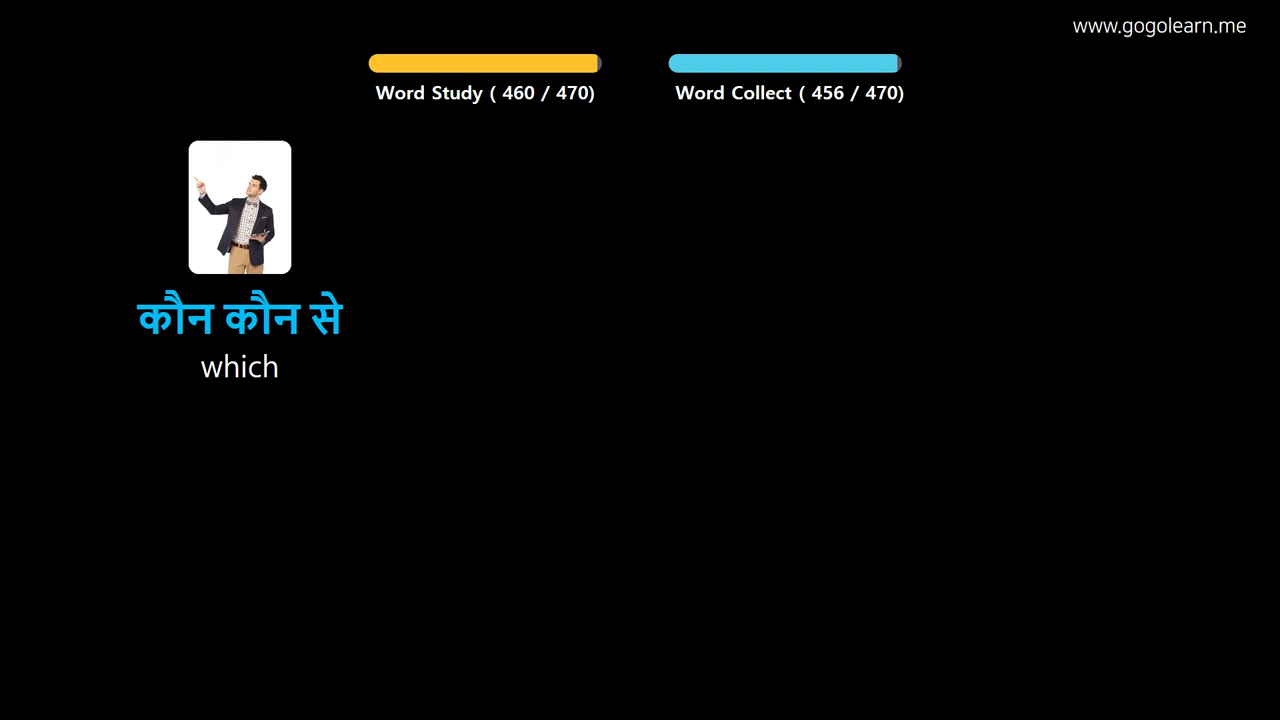 www.gogolearn.me
Word Study ( 460 / 470)
Word Collect ( 456 / 470)
कौन कौन से
which